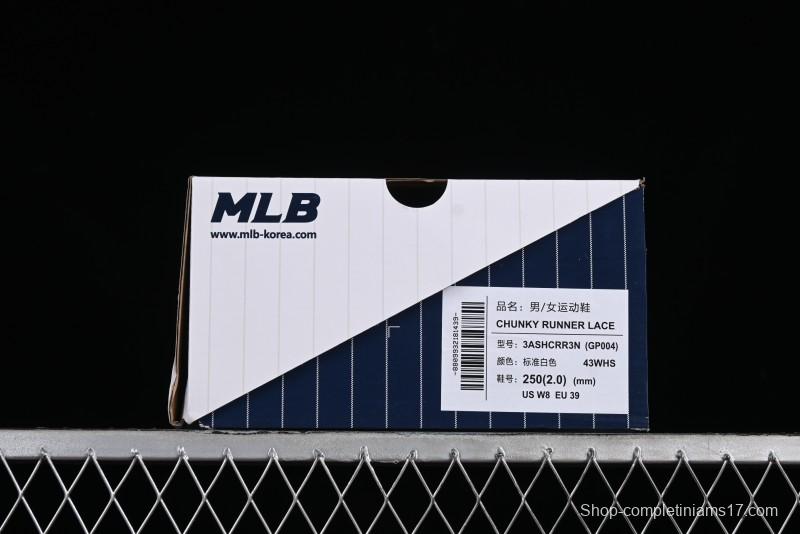 MLB
www.mlb-korea.com
品名：男/女运动鞋
CHUNKY RUNNER LACE
型号：3ASHCRR3N (GP004)
颜色：标准白色 43WHS
鞋号：250(2.0) (mm)
US W8 EU 39
Shop-completiniams17.com